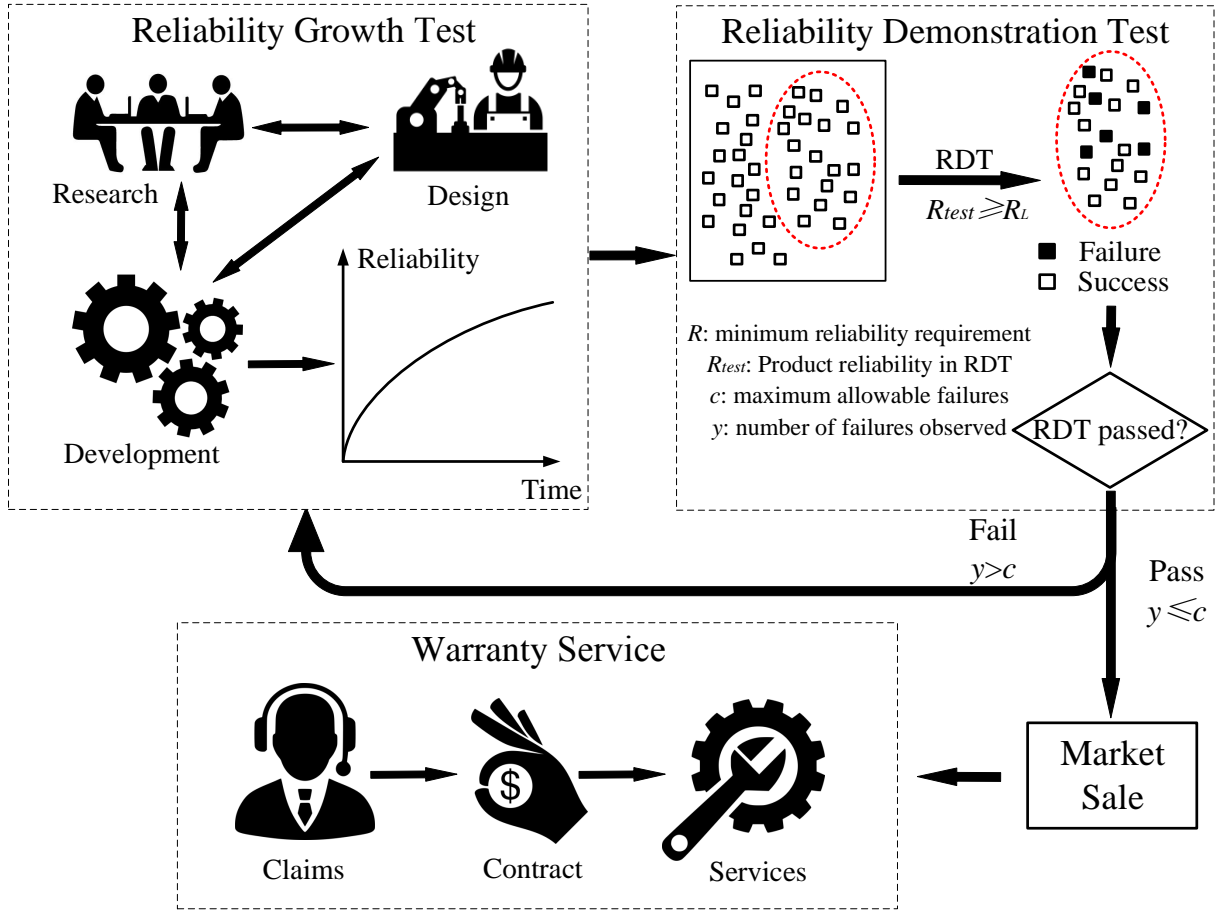 Reliability Growth Test
Research
Design
Development
Reliability
Time
Reliability Demonstration Test
RDT
Rtest≥RL
Failure
Success
R: minimum reliability requirement
Rtest: Product reliability in RDT
c: maximum allowable failures
y: number of failures observed
RDT passed?
Fail
y>c
Pass
y≤c
Market
Sale
Warranty Service
$
Claims
Contract
Services